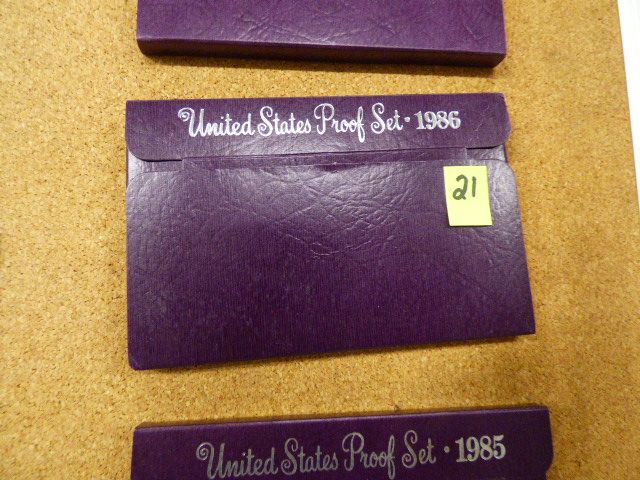 United States Proof Set · 1986
21
United States Proof Set · 1985